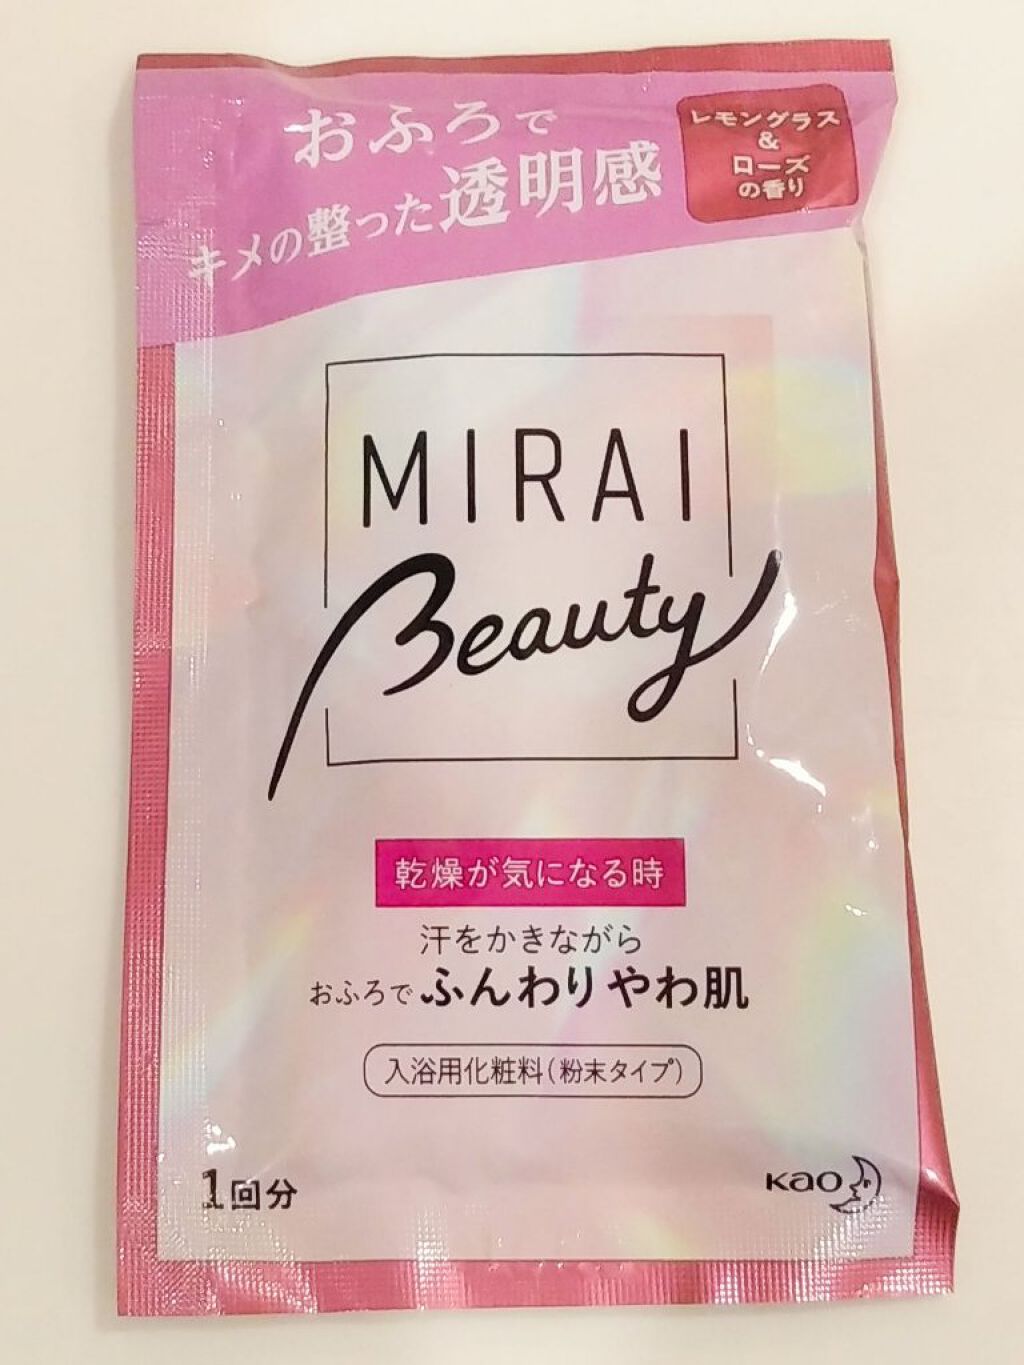 おふろで
キメの整った透明感
レモングラス
&
ローズ
の香り
MIRAI
Beauty
乾燥が気になる時
汗をかきながら
おふろでふんわりやわ肌
入浴用化粧料(粉末タイプ)
1回分
Kao